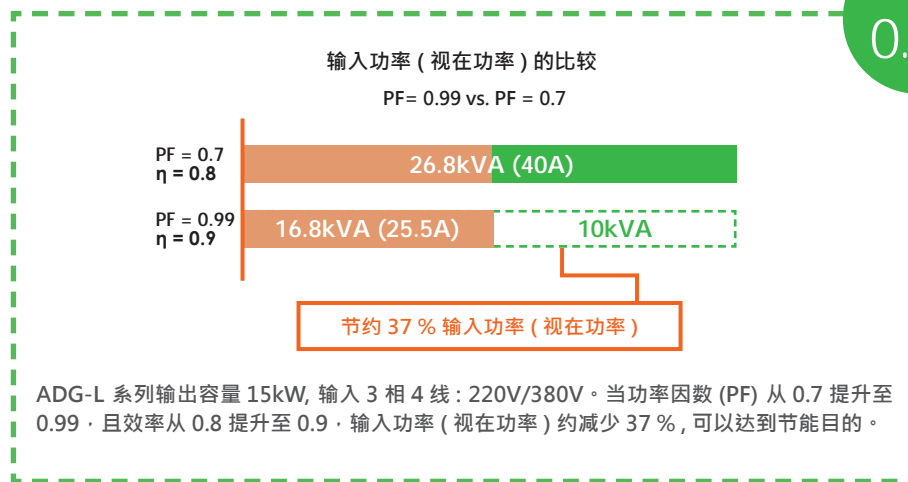 0.
输入功率 ( 视在功率 ) 的比较
PF= 0.99 vs. PF = 0.7
PF = 0.7
η = 0.8
26.8kVA (40A)
PF = 0.99
η = 0.9
16.8kVA (25.5A)
10kVA
节约 37 % 输入功率 ( 视在功率 )
ADG-L 系列输出容量 15kW, 输入 3 相 4 线 : 220V/380V。当功率因数 (PF) 从 0.7 提升至
0.99，且效率从 0.8 提升至 0.9，输入功率 ( 视在功率 ) 约减少 37 % , 可以达到节能目的。